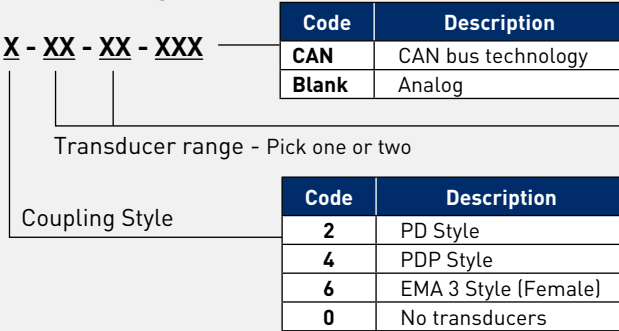 Code Description
X - XX - XX - XXX
CAN CAN bus technology
Blank Analog
Transducer range - Pick one or two
Code Description
Coupling Style
2 PD Style
4 PDP Style
6 EMA 3 Style (Female)
0 No transducers